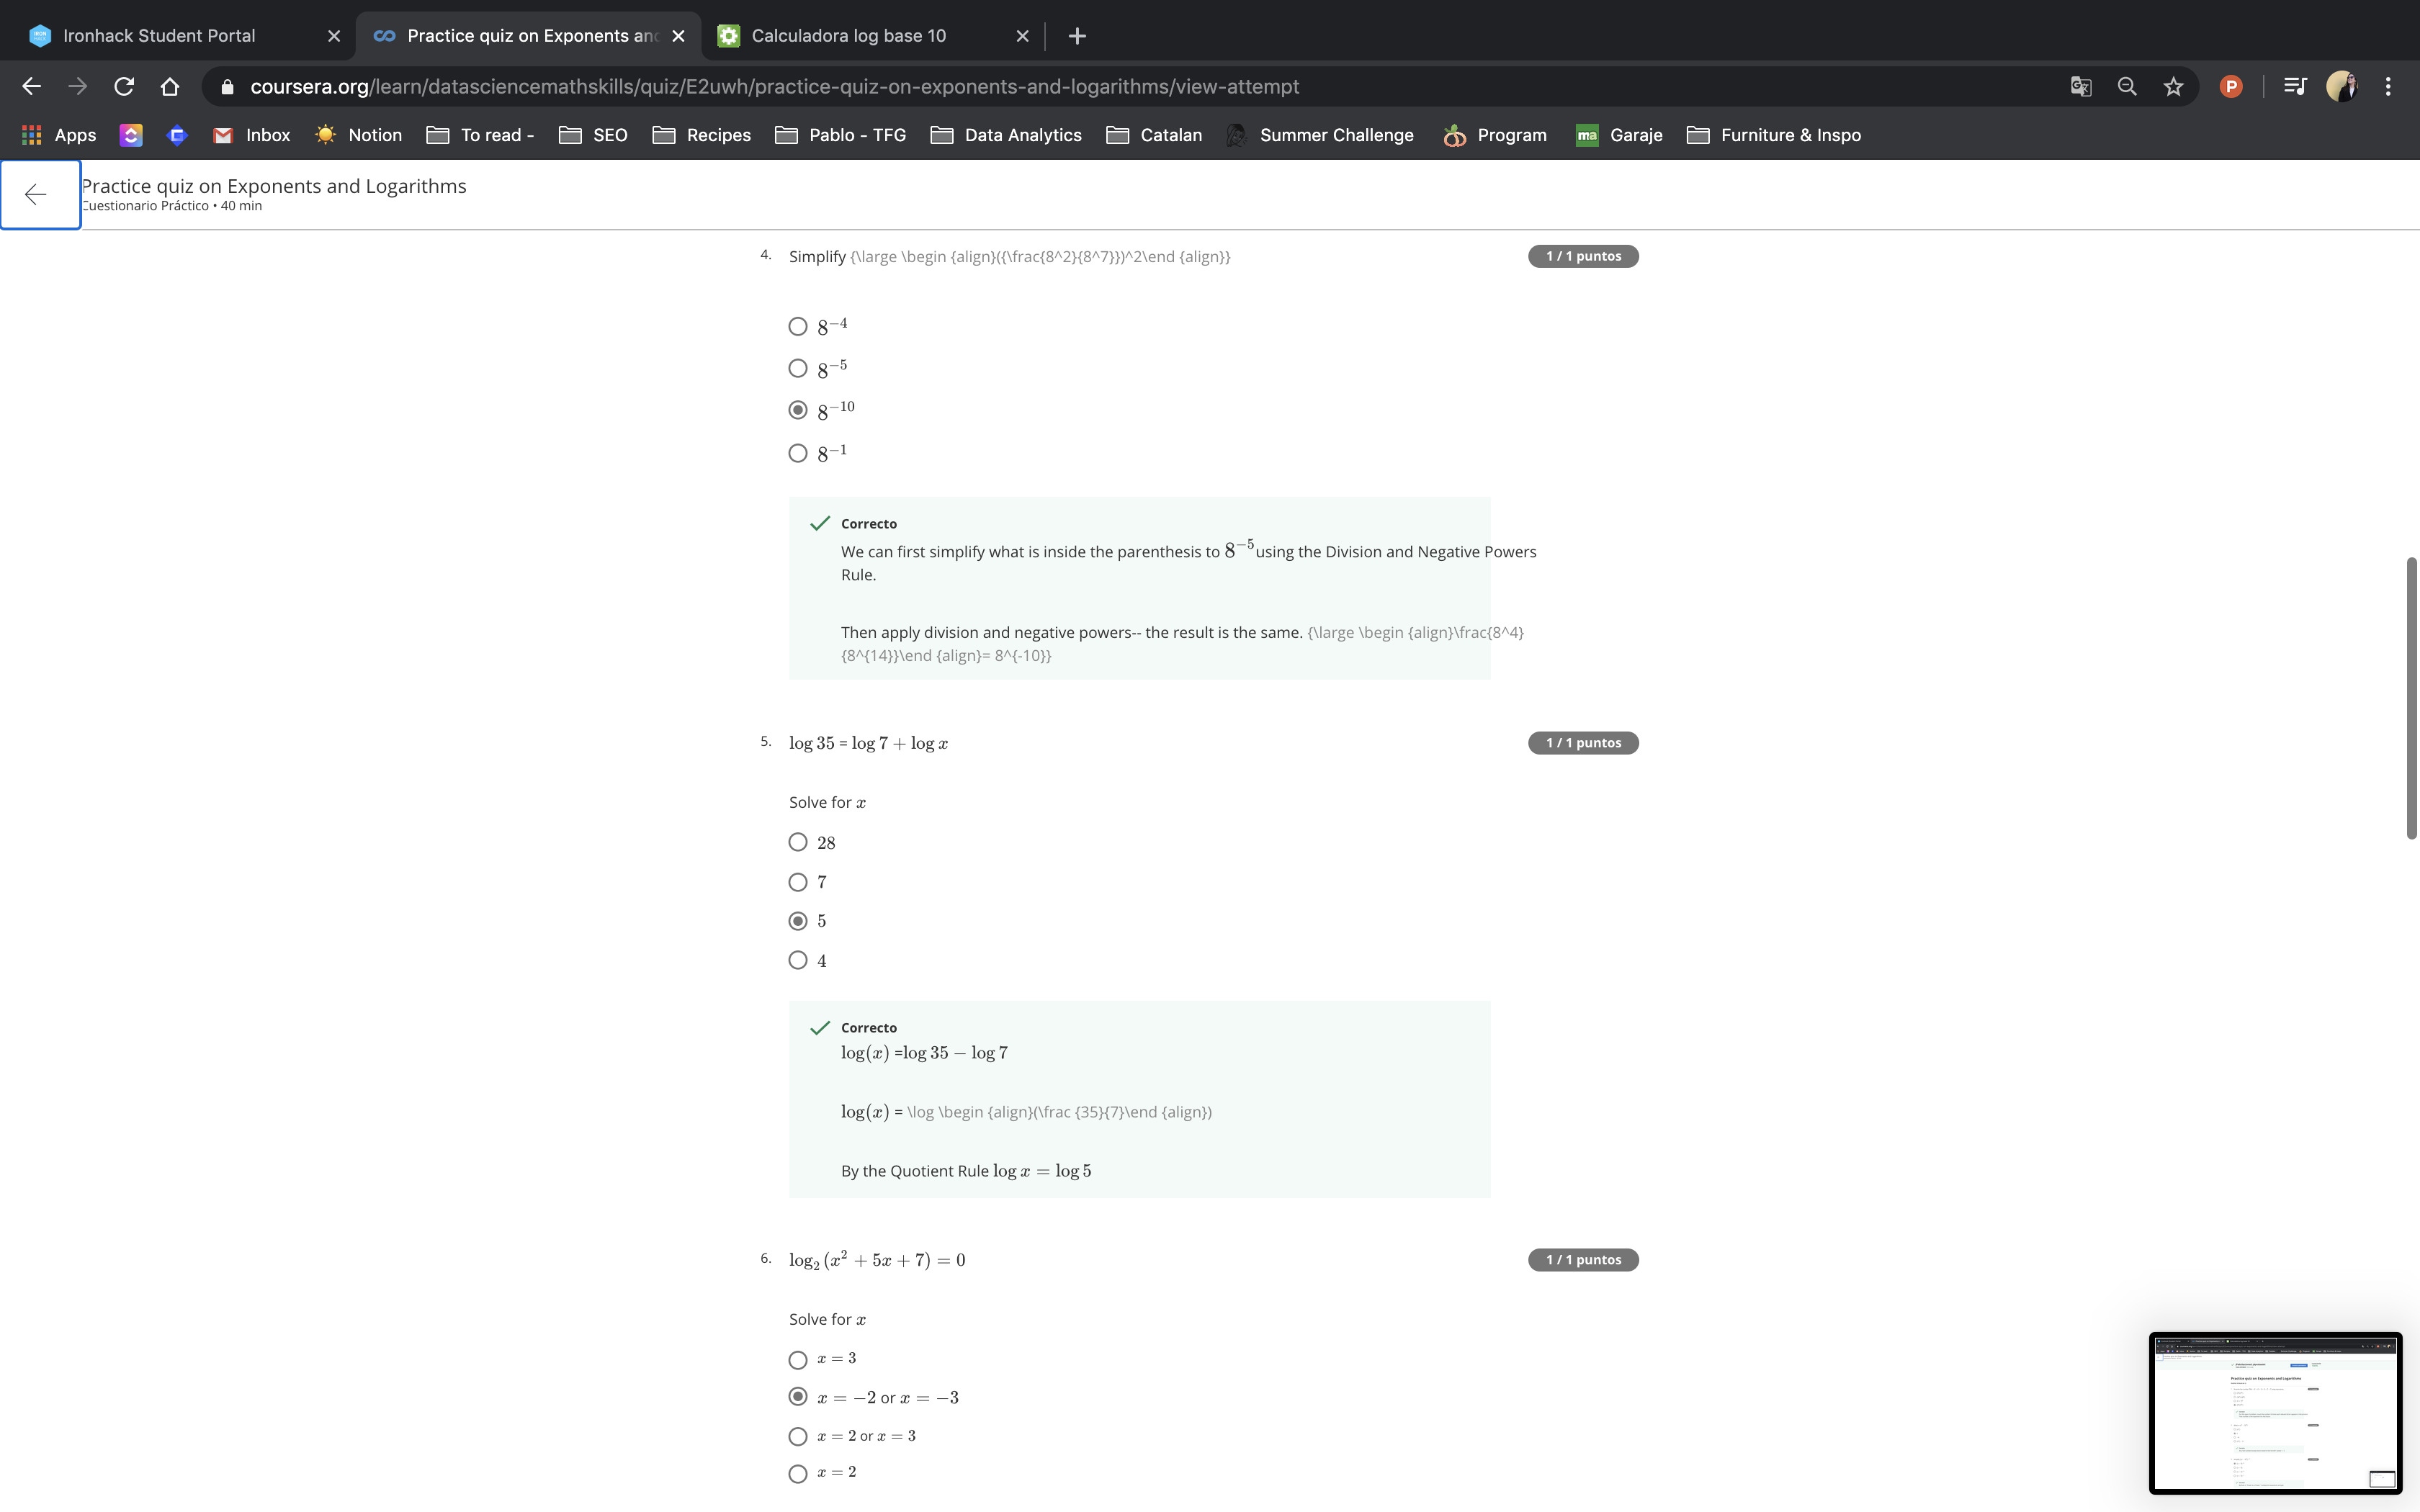 Ironhack Student Portal
Practice quiz on Exponents and
Calculadora log base 10
coursera.org/learn/datasciencemathskills/quiz/E2uwh/practice-quiz-on-exponents-and-logarithms/view-attempt
P
Apps Inbox Notion To read - SEO Recipes Pablo - TFG Data Analytics Catalan Summer Challenge Program ma Garaje Furniture & Inspo
Practice quiz on Exponents and Logarithms
Cuestionario Práctico • 40 min
4. Simplify {\large \begin {align}({\frac{8^2}{8^7}})^2\end {align}} 1 / 1 puntos
8⁻⁴
8⁻⁵
8⁻¹⁰
8⁻¹
Correcto
We can first simplify what is inside the parenthesis to 8⁻⁵using the Division and Negative Powers
Rule.
Then apply division and negative powers-- the result is the same. {\large \begin {align}\frac{8^4}
{8^{14}}\end {align}= 8^{-10}}
5. log 35 = log 7 + log x 1 / 1 puntos
Solve for x
28
7
5
4
Correcto
log(x) =log 35 − log 7
log(x) = \log \begin {align}(\frac {35}{7}\end {align})
By the Quotient Rule log x = log 5
6. log₂ (x² + 5x + 7) = 0 1 / 1 puntos
Solve for x
x = 3
x = −2 or x = −3
x = 2 or x = 3
x = 2